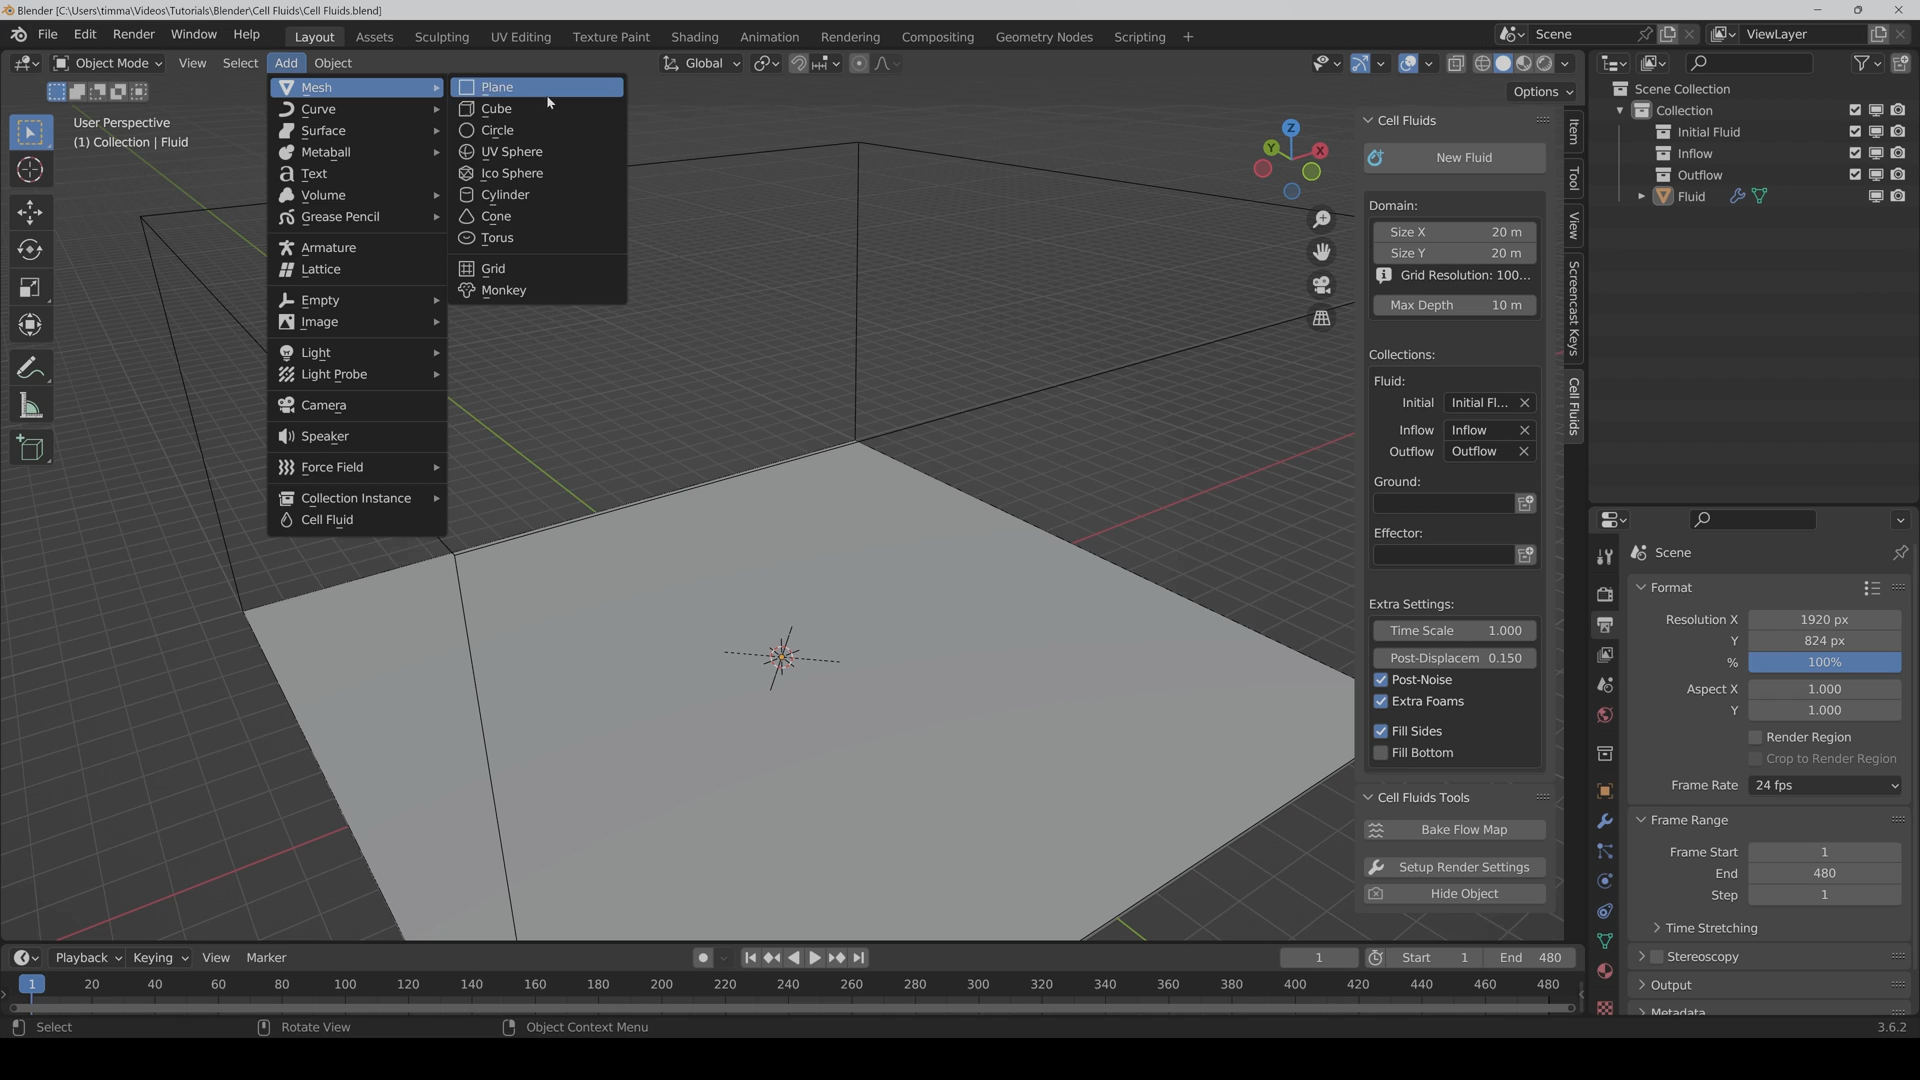 Blender [C:\Users\timma\Videos\Tutorials\Blender\Cell Fluids\Cell Fluids.blend]
File Edit Render Window Help Layout Assets Sculpting UV Editing Texture Paint Shading Animation Rendering Compositing Geometry Nodes Scripting + Scene ViewLayer
Object Mode View Select Add Object Global
Options
User Perspective
(1) Collection | Fluid
Mesh
Curve
Surface
Metaball
Text
Volume
Grease Pencil
Armature
Lattice
Empty
Image
Light
Light Probe
Camera
Speaker
Force Field
Collection Instance
Cell Fluid
Plane
Cube
Circle
UV Sphere
Ico Sphere
Cylinder
Cone
Torus
Grid
Monkey
Z
Y
X
Cell Fluids
New Fluid
Domain:
Size X 20 m
Size Y 20 m
Grid Resolution: 100...
Max Depth 10 m
Collections:
Fluid:
Initial Initial Fl...
Inflow Inflow
Outflow Outflow
Ground:
Effector:
Extra Settings:
Time Scale 1.000
Post-Displacem 0.150
Post-Noise
Extra Foams
Fill Sides
Fill Bottom
Cell Fluids Tools
Bake Flow Map
Setup Render Settings
Hide Object
Item
Tool
View
Screencast Keys
Cell Fluids
Scene Collection
Collection
Initial Fluid
Inflow
Outflow
Fluid
Scene
Format
Resolution X 1920 px
Y 824 px
% 100%
Aspect X 1.000
Y 1.000
Render Region
Crop to Render Region
Frame Rate 24 fps
Frame Range
Frame Start 1
End 480
Step 1
Time Stretching
Stereoscopy
Output
Metadata
Playback Keying View Marker 1 Start 1 End 480
1 20 40 60 80 100 120 140 160 180 200 220 240 260 280 300 320 340 360 380 400 420 440 460 480
Select Rotate View Object Context Menu 3.6.2